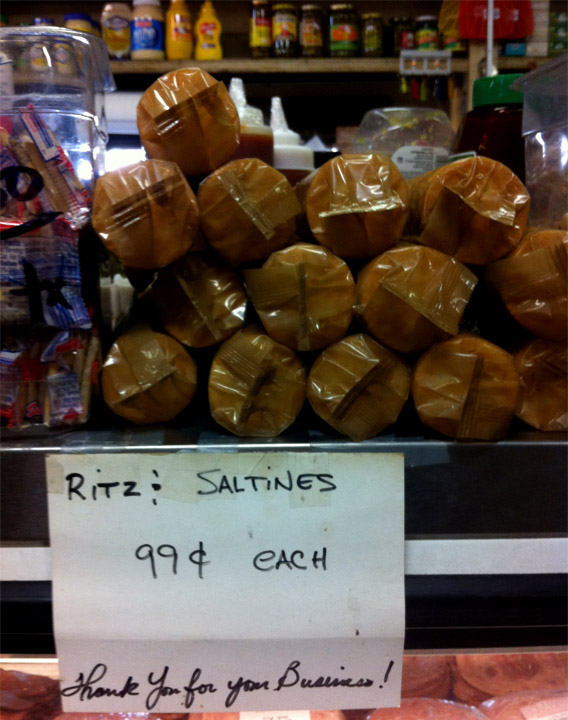 RITZ & SALTINES
99¢ EACH
Thank You for your Business!